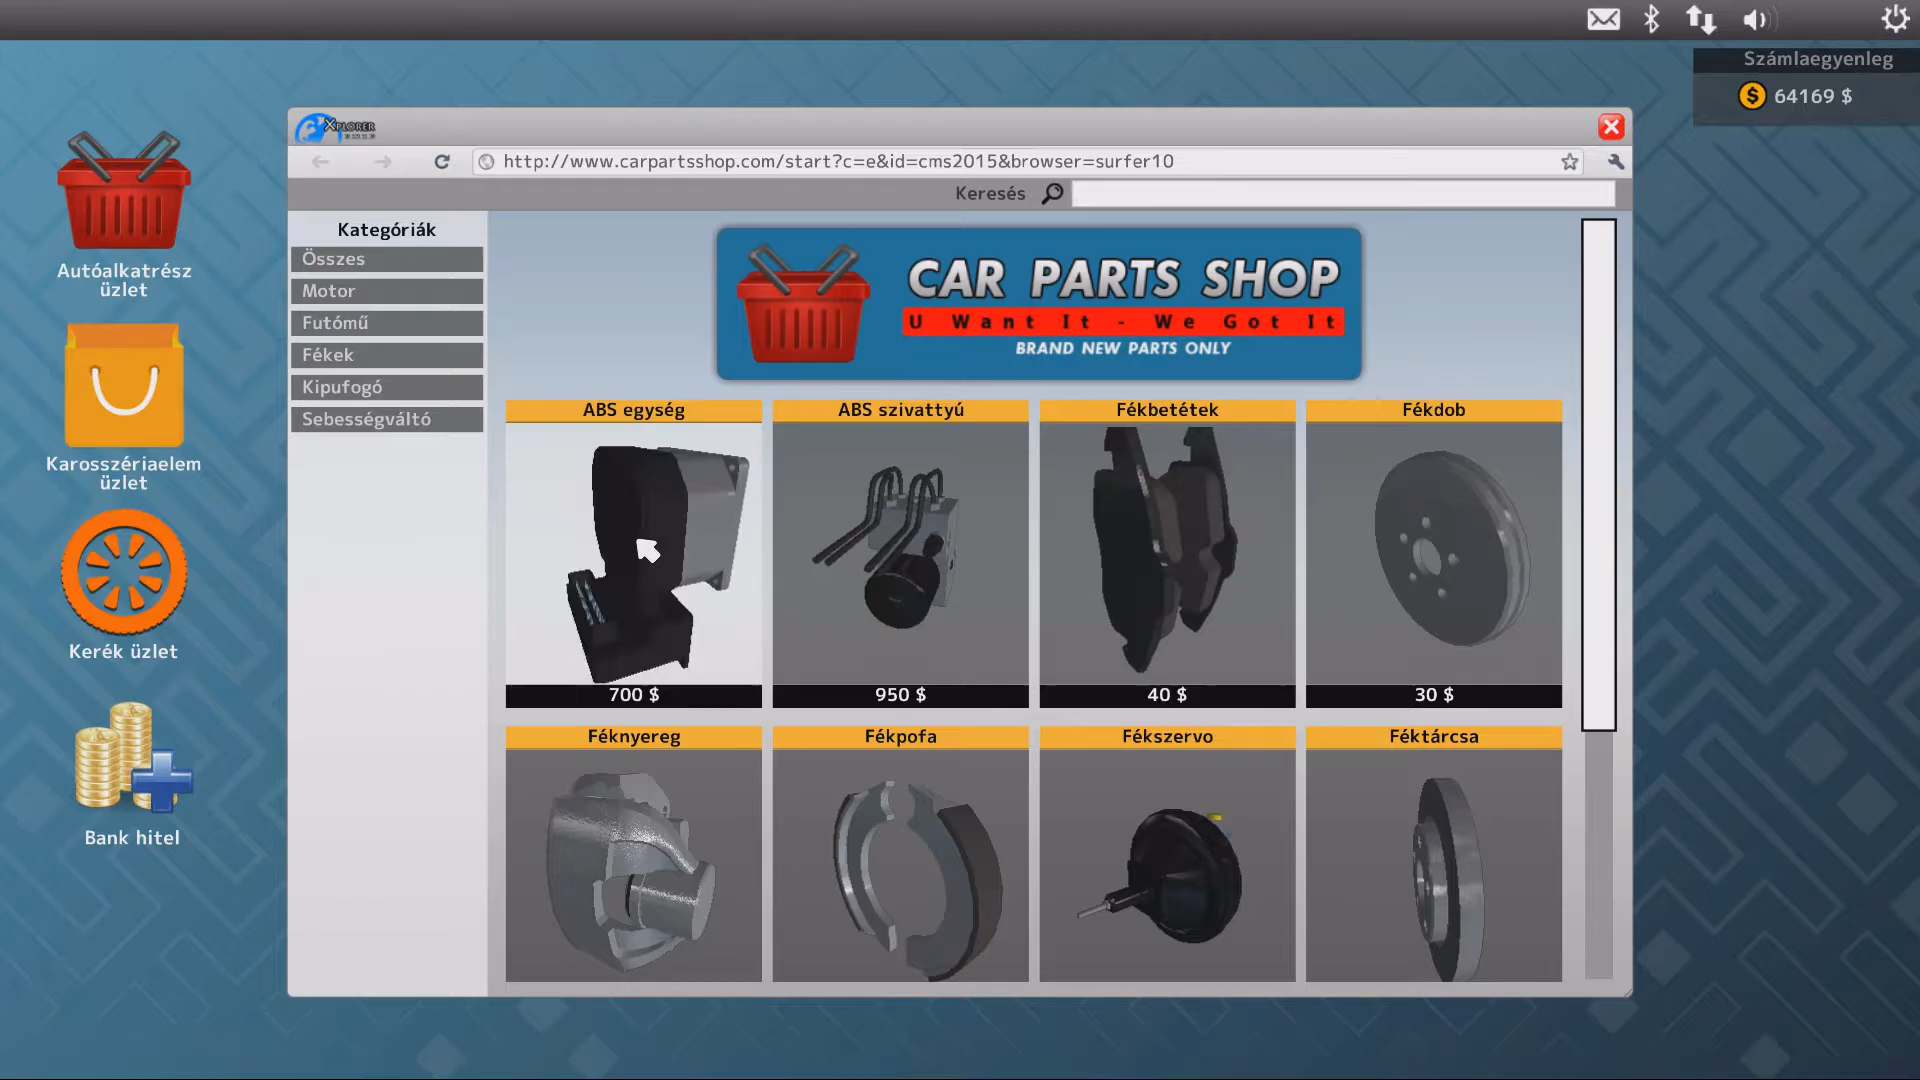 Számlaegyenleg
64169 $
Autóalkatrész
üzlet
Karosszériaelem
üzlet
Kerék üzlet
Bank hitel
XPLORER
http://www.carpartsshop.com/start?c=e&id=cms2015&browser=surfer10
Keresés
Kategóriák
Összes
Motor
Futómű
Fékek
Kipufogó
Sebességváltó
CAR PARTS SHOP
U Want It - We Got It
BRAND NEW PARTS ONLY
ABS egység
ABS szivattyú
Fékbetétek
Fékdob
700 $
950 $
40 $
30 $
Féknyereg
Fékpofa
Fékszervo
Féktárcsa